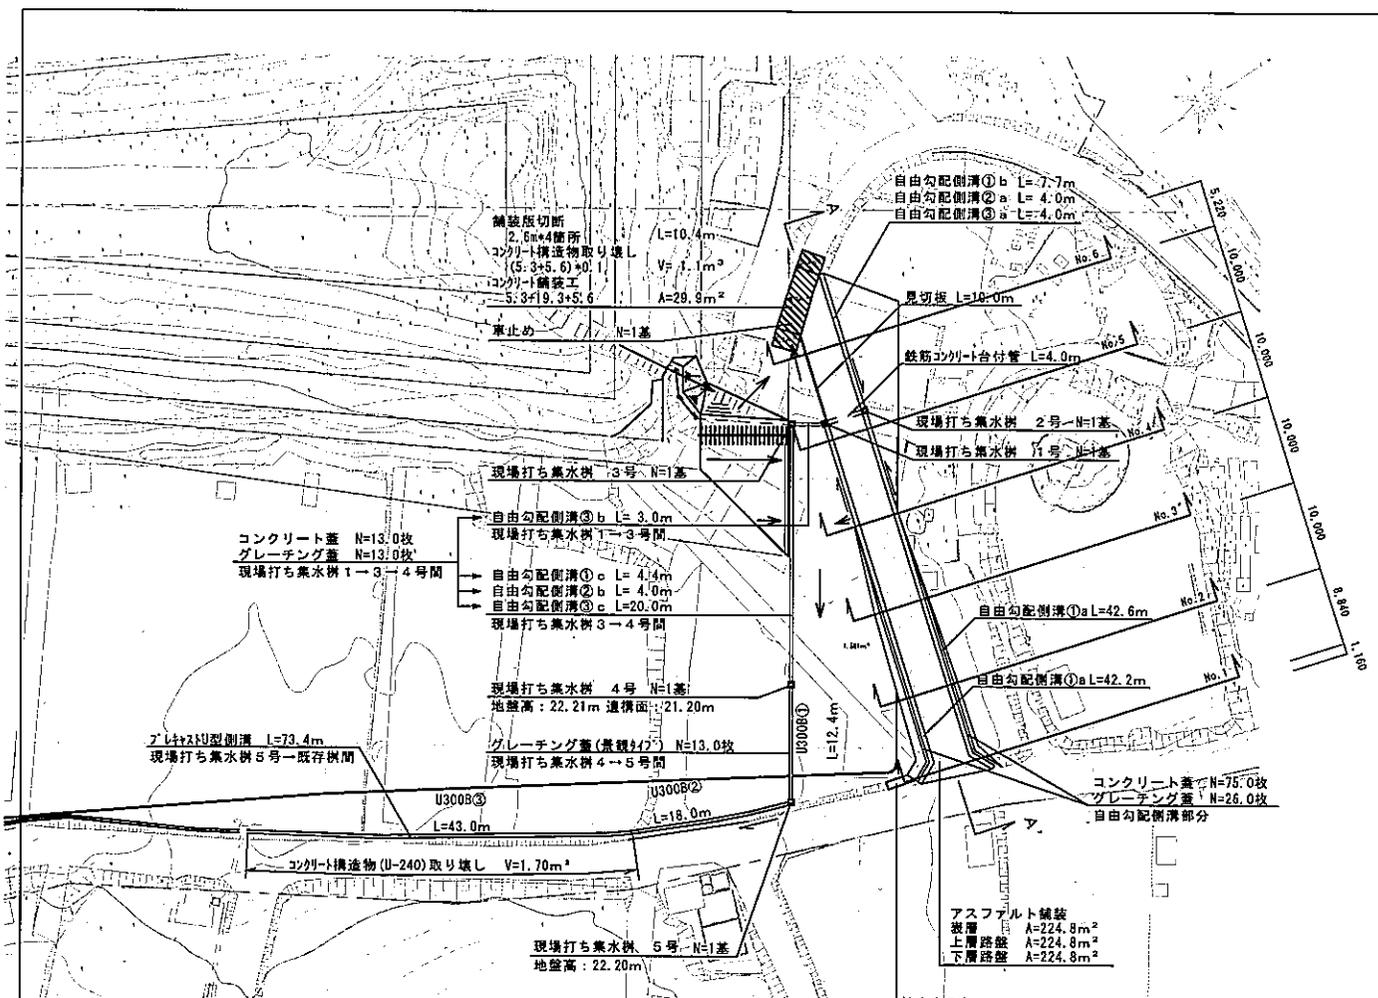 自由勾配側溝①b L= 7.7m
自由勾配側溝②a L= 4.0m
自由勾配側溝③a L=4.0m
舗装版切断
2.6m*4箇所 L=10.4m
コンクリート構造物取り壊し
(5.3+5.6)*0.1 V= 1.1m³
コンクリート舗装工
5.3+19.3+5.6 A=29.9m²
車止め N=1基
A
5.220
10.000
10.000
10.000
10.000
8.840
1.160
No.6
No.5
No.3
No.2
No.1
見切板 L=10.0m
鉄筋コンクリート台付管 L=4.0m
現場打ち集水桝 2号 N=1基
現場打ち集水桝 1号 N=1基
現場打ち集水桝 3号 N=1基
自由勾配側溝③b L= 3.0m
現場打ち集水桝1→3号間
コンクリート蓋 N=13.0枚
グレーチング蓋 N=13.0枚
現場打ち集水桝1→3→4号間
自由勾配側溝①c L= 4.4m
自由勾配側溝②b L= 4.0m
自由勾配側溝③c L=20.0m
現場打ち集水桝3→4号間
自由勾配側溝①a L=42.6m
自由勾配側溝①a L=42.2m
現場打ち集水桝 4号 N=1基
地盤高：22.21m 遺構面：21.20m
グレーチング蓋(景観タイプ) N=13.0枚
現場打ち集水桝4→5号間
U300B①
L=12.4m
プレキャストU型側溝 L=73.4m
現場打ち集水桝5号→既存桝間
U300B③
L=43.0m
U300B②
L=18.0m
コンクリート構造物(U-240)取り壊し V=1.70m³
コンクリート蓋 N=75.0枚
グレーチング蓋 N=26.0枚
自由勾配側溝部分
A'
現場打ち集水桝 5号 N=1基
地盤高：22.20m
アスファルト舗装
表層 A=224.8m²
上層路盤 A=224.8m²
下層路盤 A=224.8m²